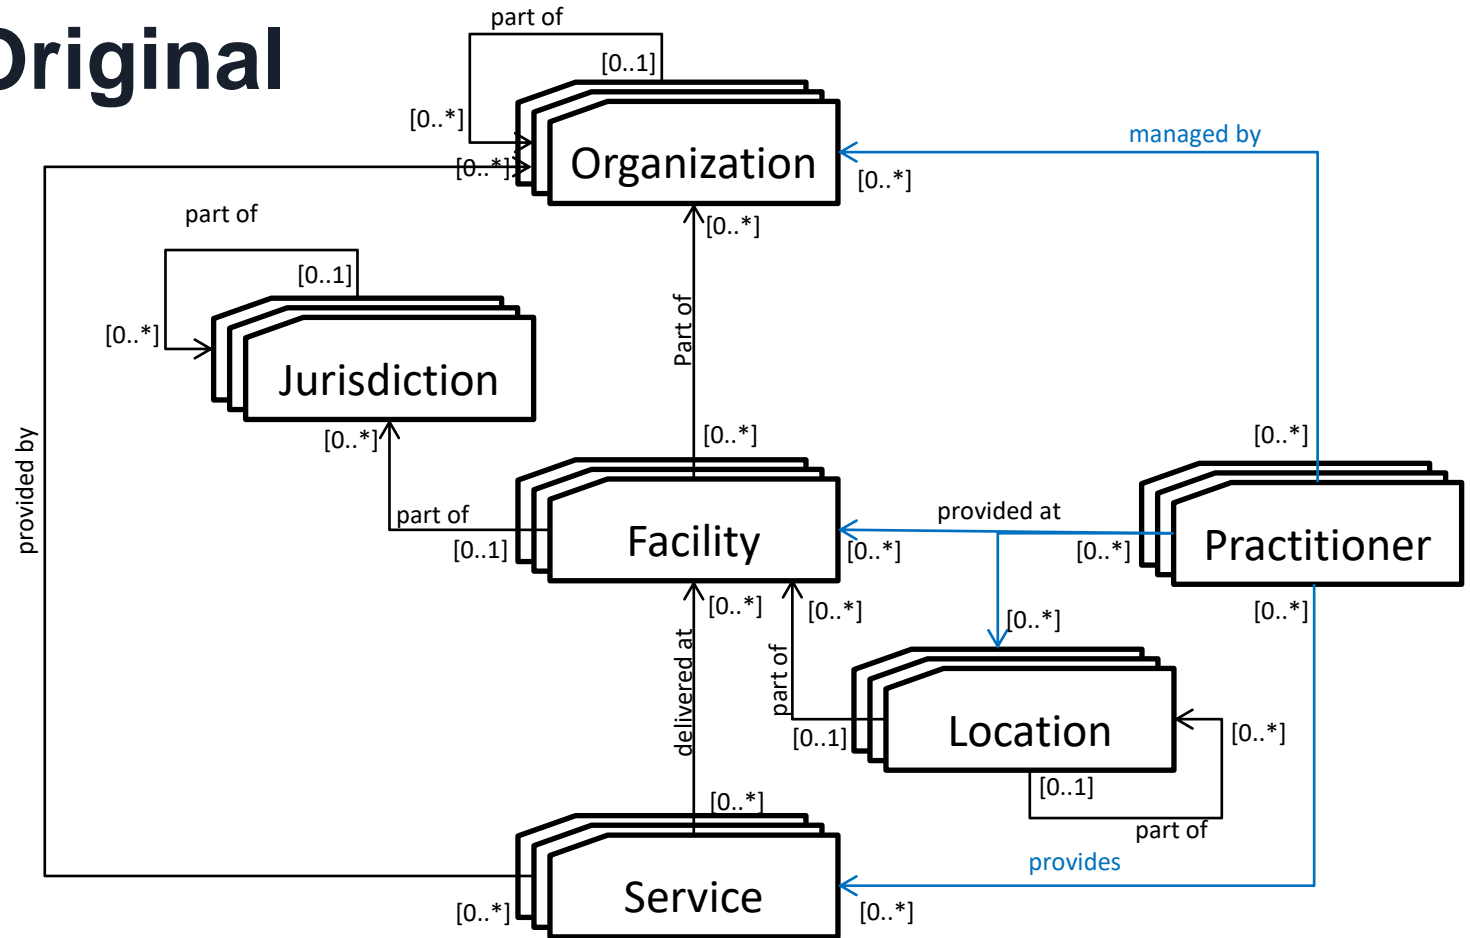 Original
part of
[0..1]
[0..*]
[0..*]
Organization
managed by
[0..*]
[0..*]
part of
[0..1]
[0..*]
Jurisdiction
[0..*]
Part of
[0..*]
[0..*]
provided by
part of
[0..1]
Facility
provided at
[0..*]
[0..*]
Practitioner
[0..*]
[0..*]
[0..*]
[0..*]
delivered at
part of
[0..1]
Location
[0..*]
[0..1]
part of
[0..*]
provides
Service
[0..*]
[0..*]